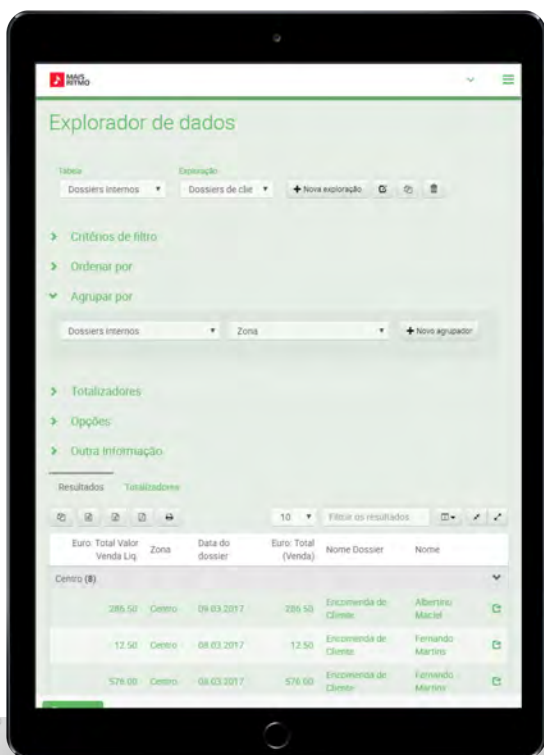 MAIS
RITMO
Explorador de dados
Tabela Exploração
Dossiers internos Dossiers de clie Nova exploração
Critérios de filtro
Ordenar por
Agrupar por
Dossiers internos Zona Novo agrupador
Totalizadores
Opções
Outra Informação
Resultados Totalizadores
10 Filtrar os resultados
Euro: Total Valor Venda Liq. Zona Data do dossier Euro: Total (Venda) Nome Dossier Nome
Centro (8)
286.50 Centro 09.03.2017 286.50 Encomenda de Cliente Albertino Maciel
12.50 Centro 08.03.2017 12.50 Encomenda de Cliente Fernando Martins
576.00 Centro 08.03.2017 576.00 Encomenda de Cliente Fernando Martins